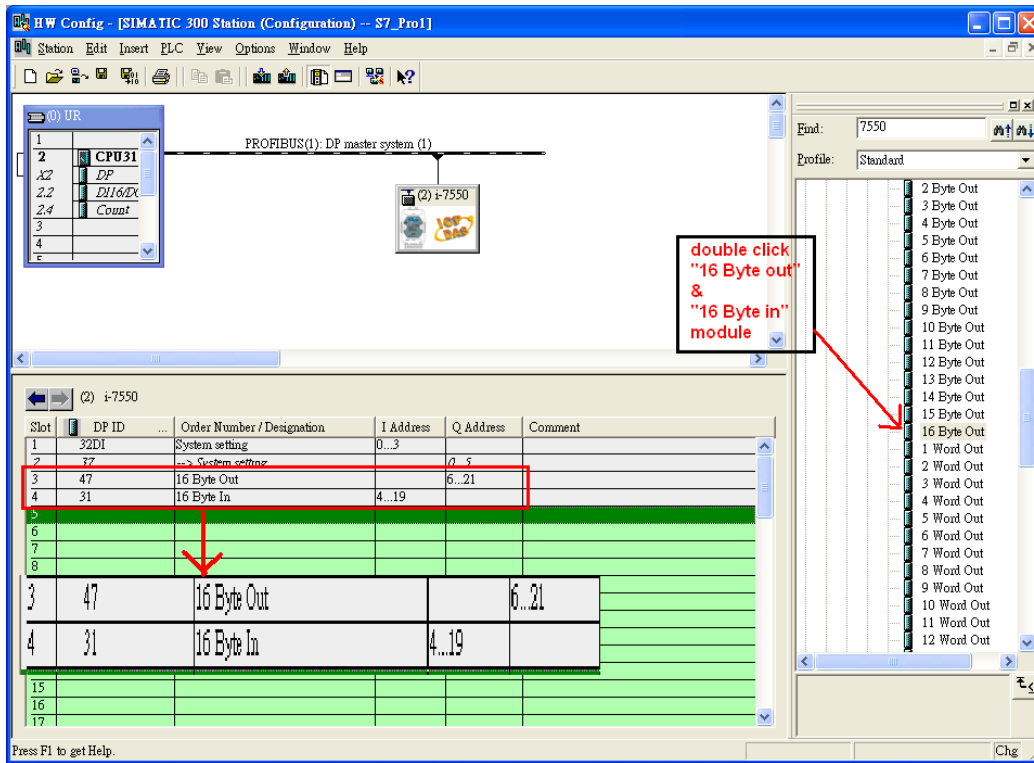 HW Config - [SIMATIC 300 Station (Configuration) -- S7_Pro1]
Station Edit Insert PLC View Options Window Help
(0) UR
1
2 CPU31
X2 DP
2.2 DI16/DO
2.4 Count
3
4
PROFIBUS(1): DP master system (1)
(2) i-7550
ICP
DAS
double click
"16 Byte out"
&
"16 Byte in"
module
Find: 7550
Profile: Standard
2 Byte Out
3 Byte Out
4 Byte Out
5 Byte Out
6 Byte Out
7 Byte Out
8 Byte Out
9 Byte Out
10 Byte Out
11 Byte Out
12 Byte Out
13 Byte Out
14 Byte Out
15 Byte Out
16 Byte Out
1 Word Out
2 Word Out
3 Word Out
4 Word Out
5 Word Out
6 Word Out
7 Word Out
8 Word Out
9 Word Out
10 Word Out
11 Word Out
12 Word Out
(2) i-7550
Slot DP ID ... Order Number / Designation I Address Q Address Comment
1 32DI System setting 0...3
2 37 --> System setting 0...5
3 47 16 Byte Out 6...21
4 31 16 Byte In 4...19
5
6
7
8
3 47 16 Byte Out 6...21
4 31 16 Byte In 4...19
15
16
17
Press F1 to get Help.
Chg